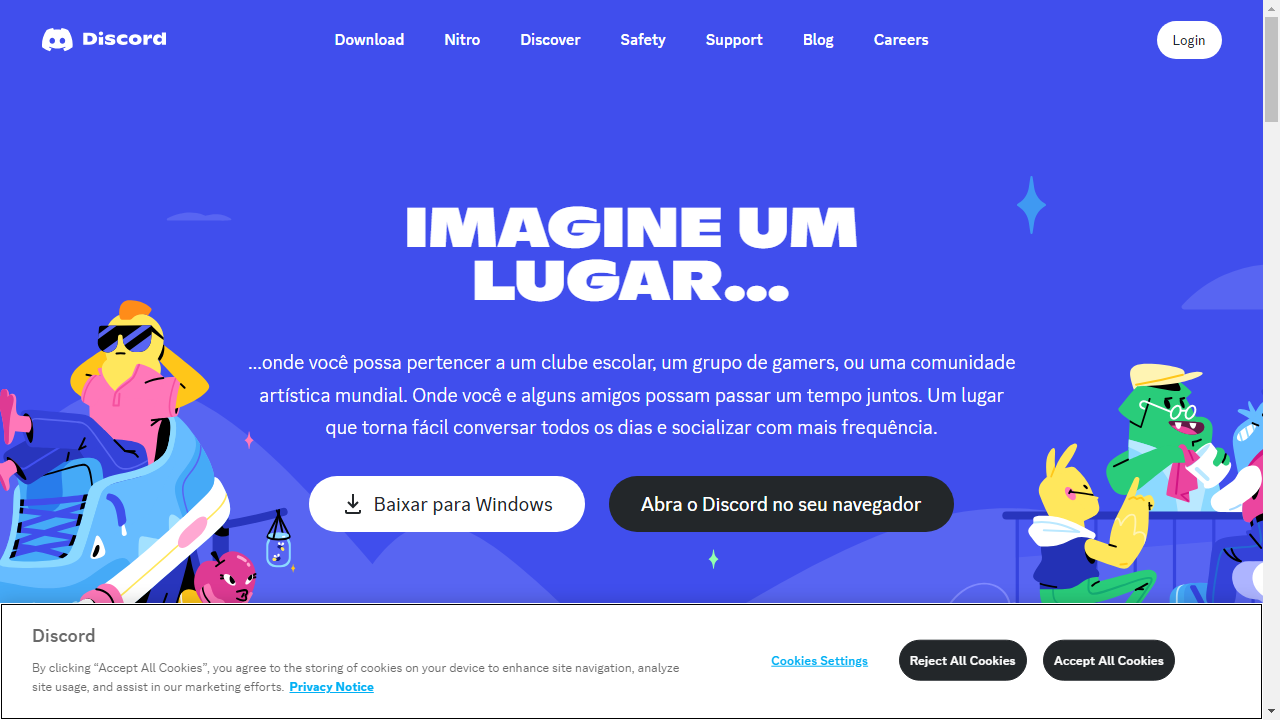 Discord
Download
Nitro
Discover
Safety
Support
Blog
Careers
Login
IMAGINE UM
LUGAR...
...onde você possa pertencer a um clube escolar, um grupo de gamers, ou uma comunidade
artística mundial. Onde você e alguns amigos possam passar um tempo juntos. Um lugar
que torna fácil conversar todos os dias e socializar com mais frequência.
Baixar para Windows
Abra o Discord no seu navegador
Discord
By clicking “Accept All Cookies”, you agree to the storing of cookies on your device to enhance site navigation, analyze
site usage, and assist in our marketing efforts. Privacy Notice
Cookies Settings
Reject All Cookies
Accept All Cookies